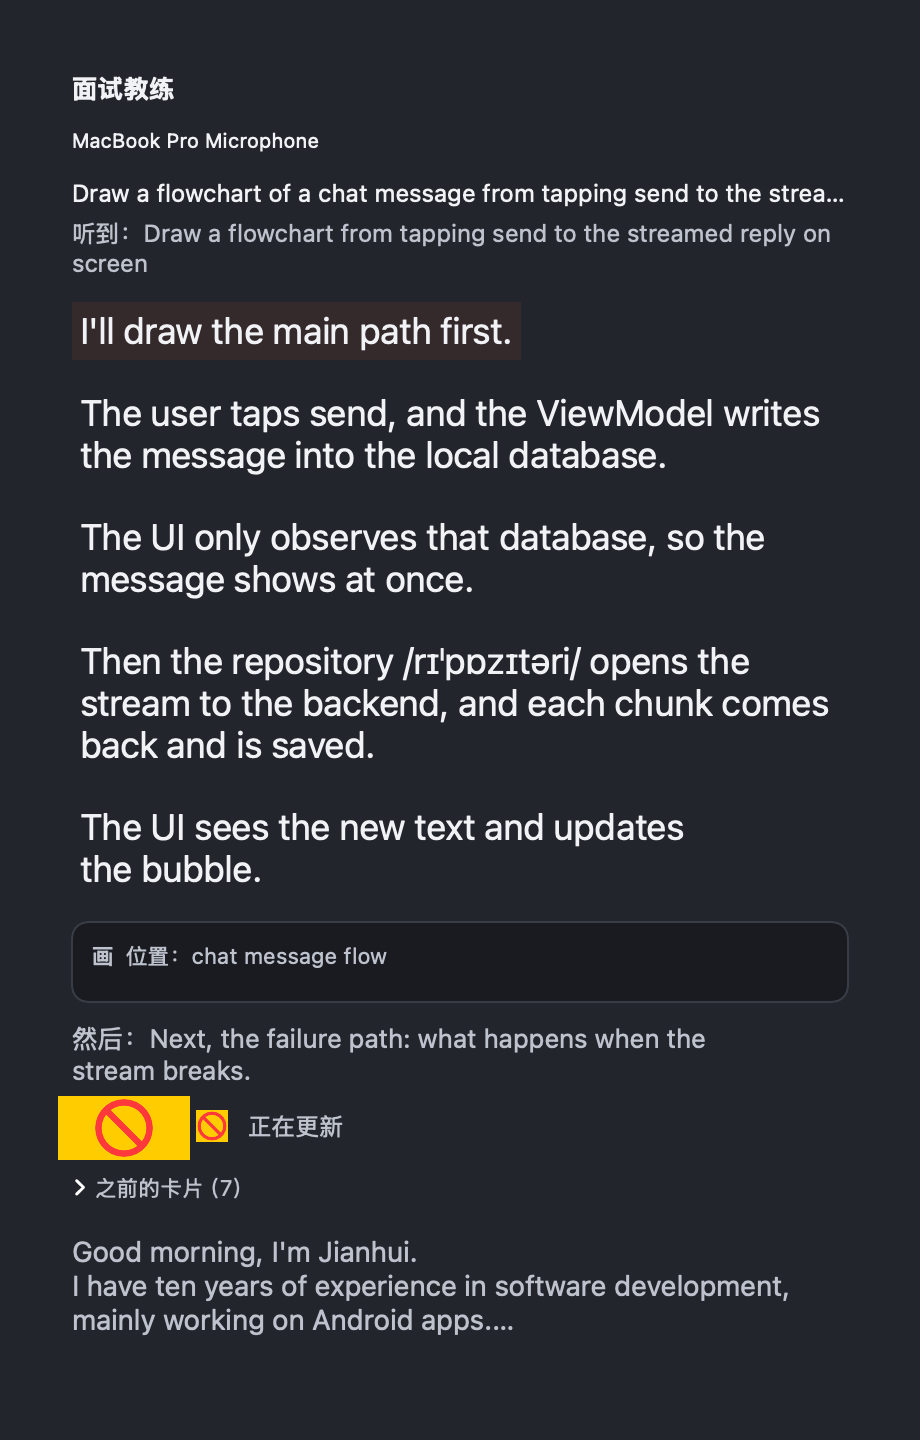 面试教练
MacBook Pro Microphone
Draw a flowchart of a chat message from tapping send to the strea...
听到：Draw a flowchart from tapping send to the streamed reply on
screen
I'll draw the main path first.
The user taps send, and the ViewModel writes
the message into the local database.
The UI only observes that database, so the
message shows at once.
Then the repository /rɪˈpɒzɪtəri/ opens the
stream to the backend, and each chunk comes
back and is saved.
The UI sees the new text and updates
the bubble.
画 位置：chat message flow
然后：Next, the failure path: what happens when the
stream breaks.
正在更新
之前的卡片 (7)
Good morning, I'm Jianhui.
I have ten years of experience in software development,
mainly working on Android apps....